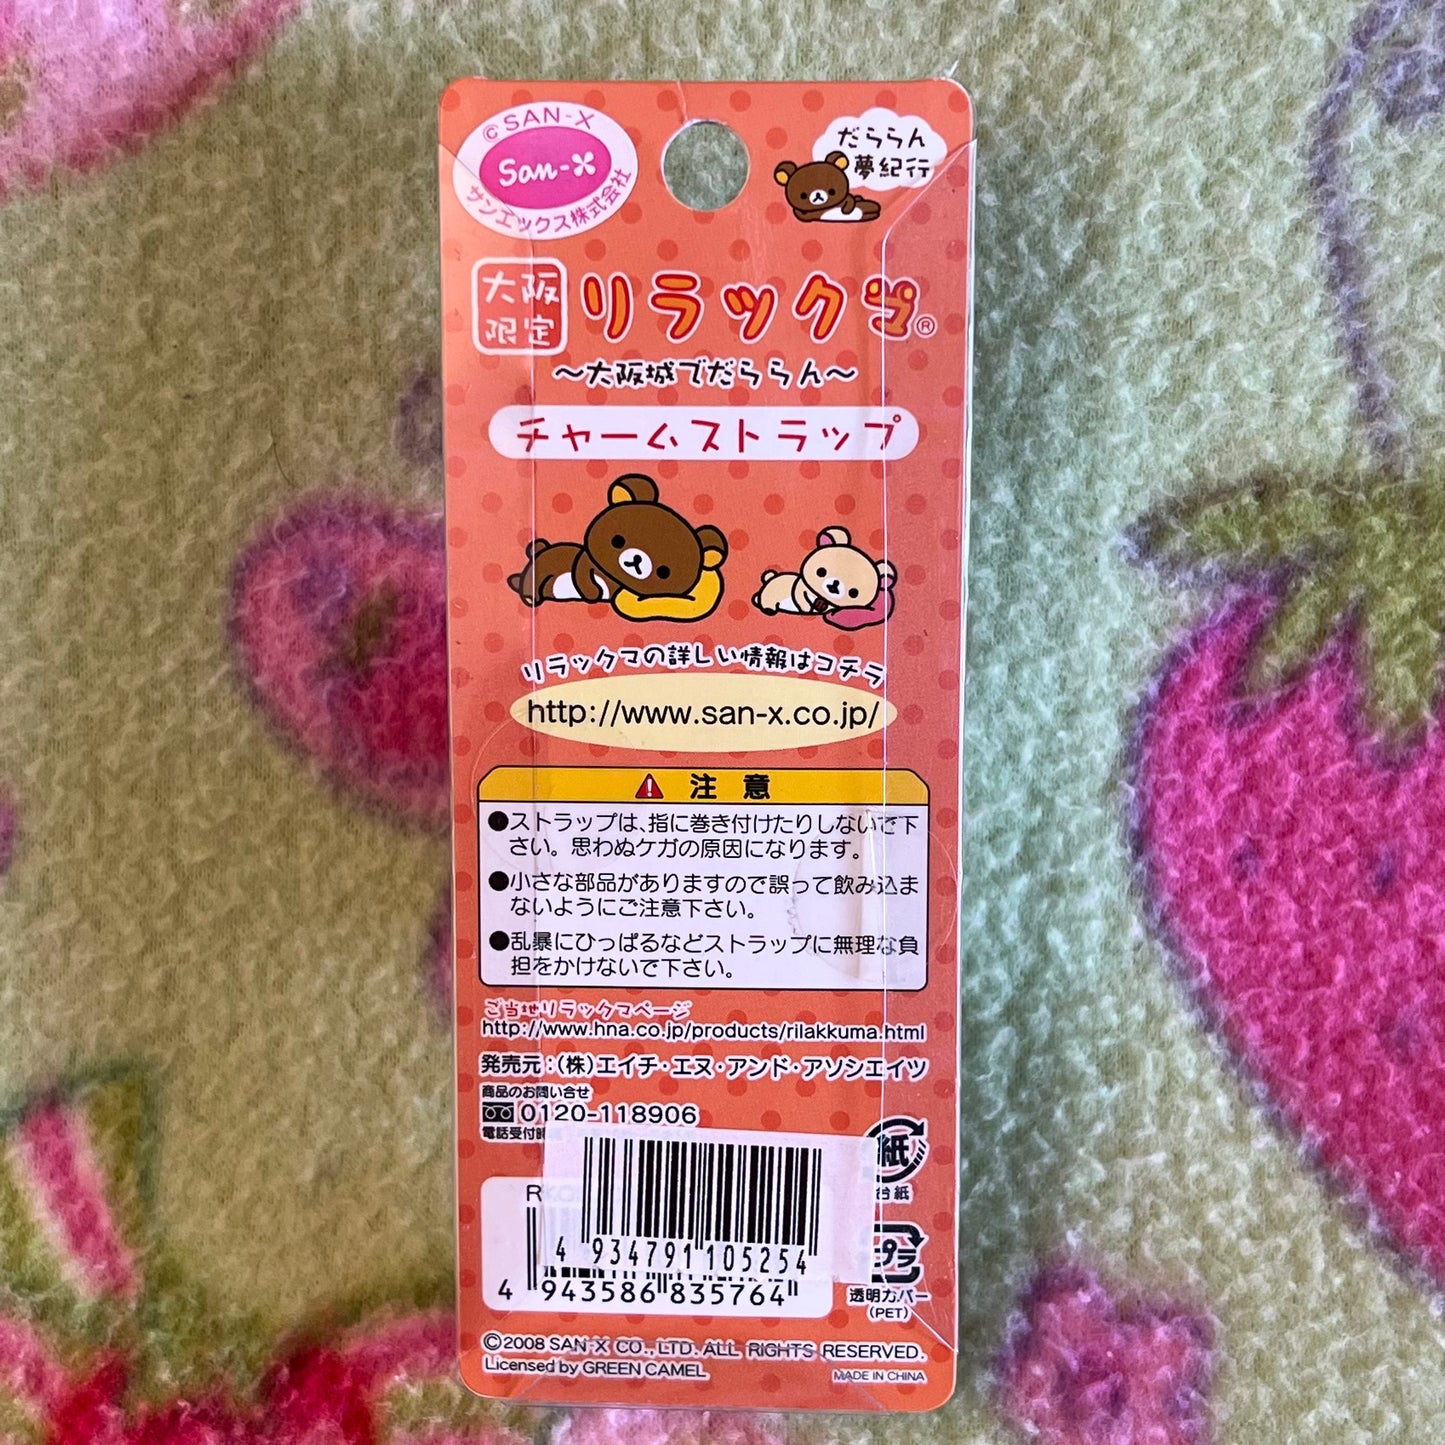 ©SAN-X
San-X
サンエックス株式会社
だららん
夢紀行
大阪
限定
リラックマ®
～大阪城でだららん～
チャームストラップ
リラックマの詳しい情報はコチラ
http://www.san-x.co.jp/
注 意
●ストラップは、指に巻き付けたりしないで下
さい。思わぬケガの原因になります。
●小さな部品がありますので誤って飲み込ま
ないようにご注意下さい。
●乱暴にひっぱるなどストラップに無理な負
担をかけないで下さい。
ご当地リラックマページ
http://www.hna.co.jp/products/rilakkuma.html
発売元：(株)エイチ・エヌ・アンド・アソシエイツ
商品のお問い合せ
0120-118906
電話受付時
紙
台紙
4 934791 105254
プラ
透明カバー
(PET)
4 943586 835764
©2008 SAN-X CO., LTD. ALL RIGHTS RESERVED.
Licensed by GREEN CAMEL
MADE IN CHINA